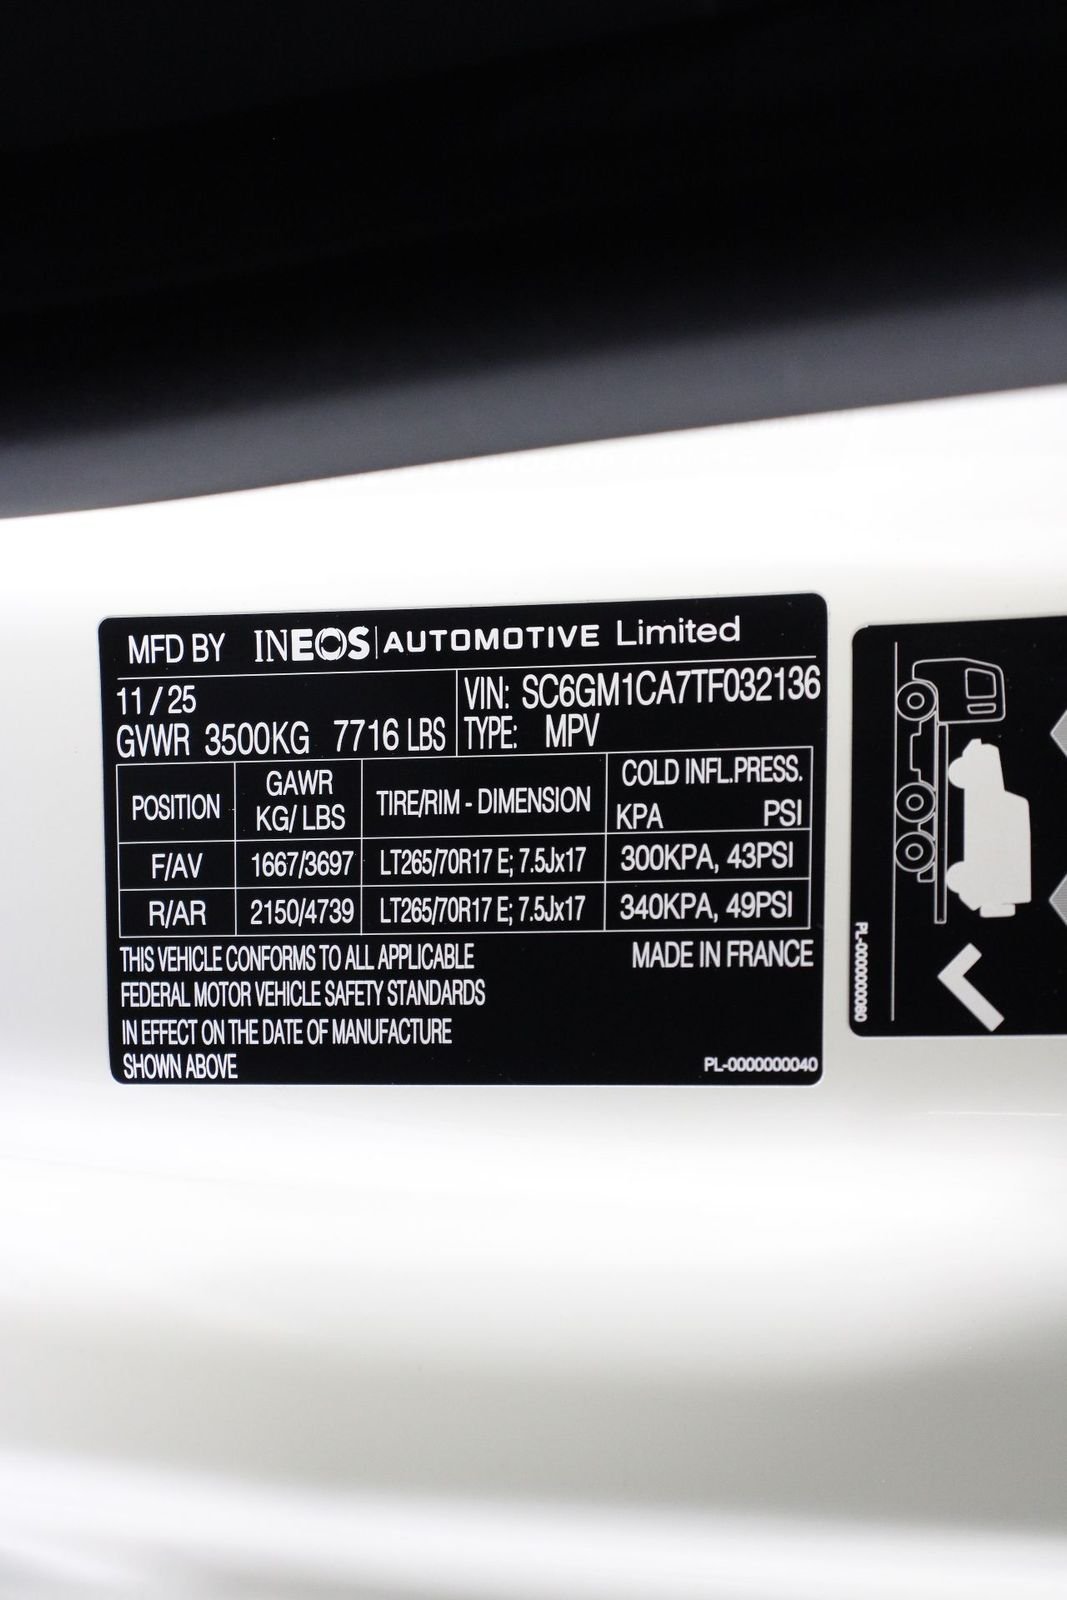 MFD BY INEOS | AUTOMOTIVE Limited
11 / 25
VIN: SC6GM1CA7TF032136
GVWR 3500KG 7716 LBS
TYPE: MPV
POSITION GAWR KG/ LBS TIRE/RIM - DIMENSION COLD INFL.PRESS. KPA PSI
F/AV 1667/3697 LT265/70R17 E; 7.5Jx17 300KPA, 43PSI
R/AR 2150/4739 LT265/70R17 E; 7.5Jx17 340KPA, 49PSI
THIS VEHICLE CONFORMS TO ALL APPLICABLE
MADE IN FRANCE
FEDERAL MOTOR VEHICLE SAFETY STANDARDS
IN EFFECT ON THE DATE OF MANUFACTURE
SHOWN ABOVE
PL-0000000040
PL-0000000080